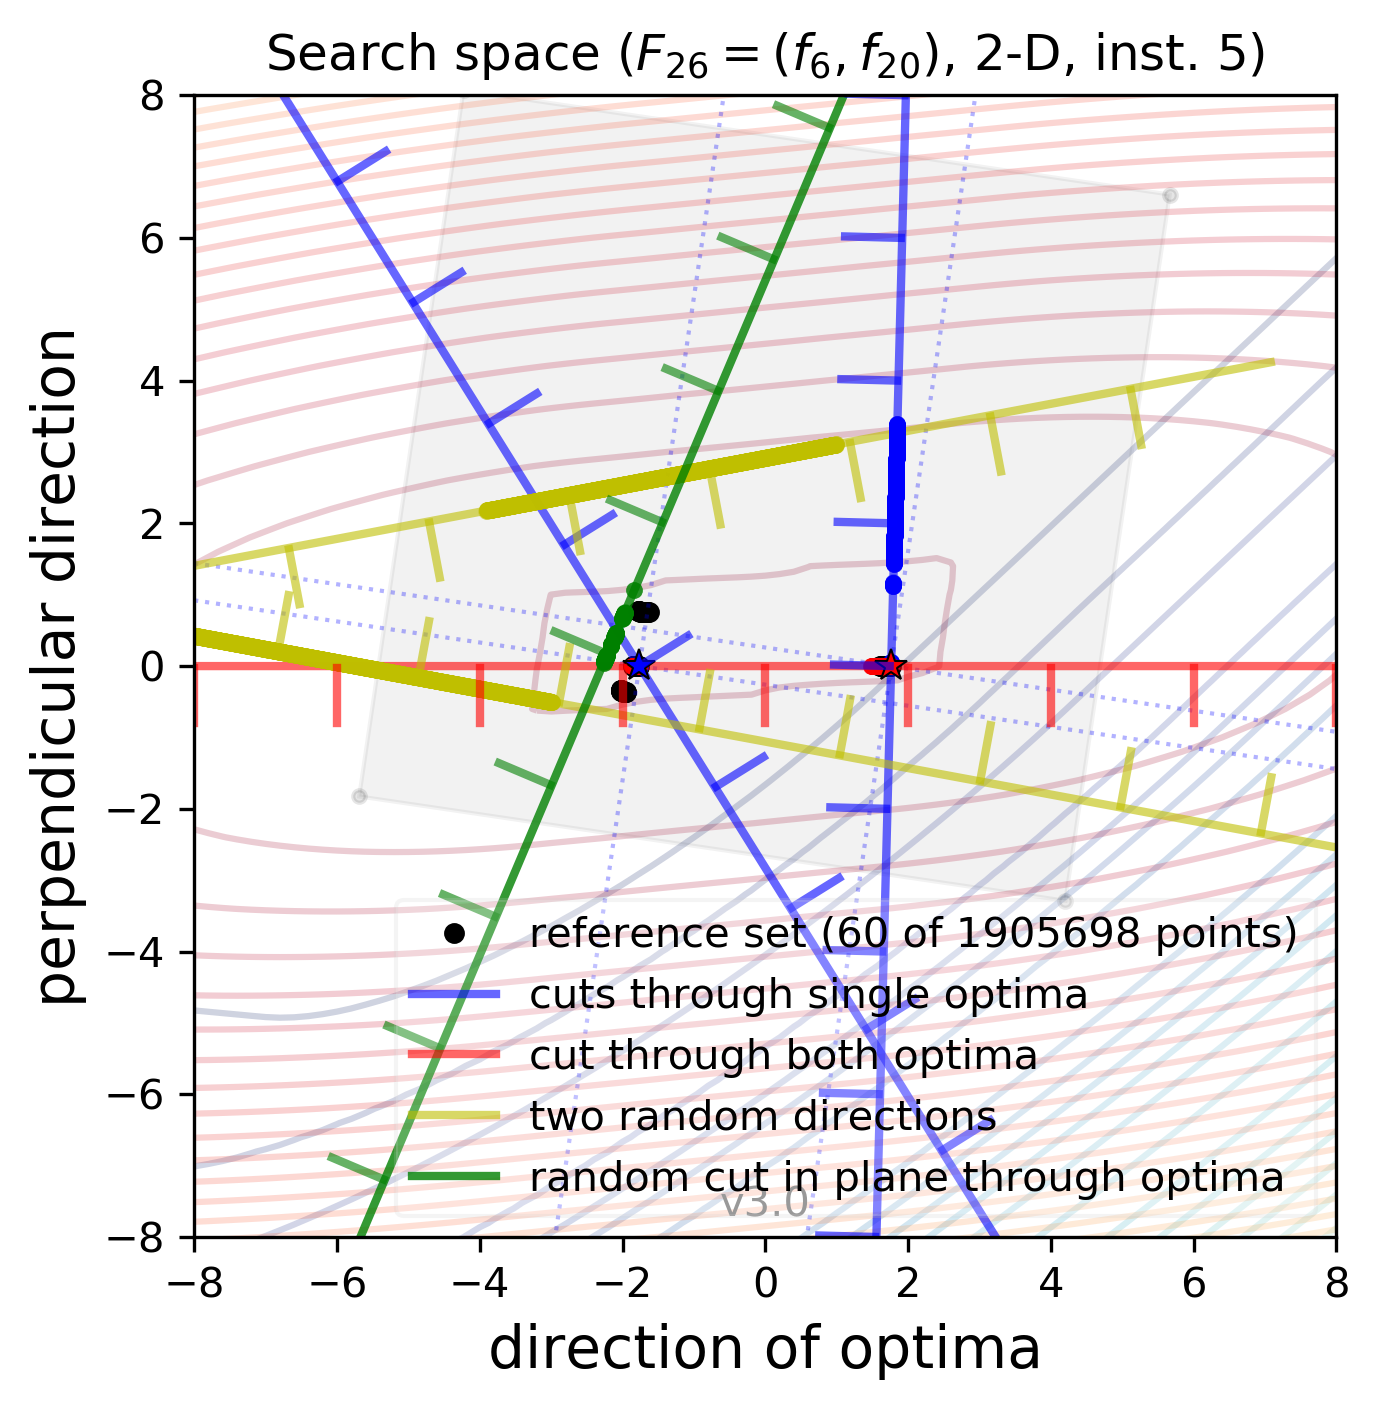 Search space (F₂₆ = (f₆, f₂₀), 2-D, inst. 5)
perpendicular direction
8
6
4
2
0
−2
−4
−6
−8
reference set (60 of 1905698 points)
cuts through single optima
cut through both optima
two random directions
random cut in plane through optima
v3.0
−8 −6 −4 −2 0 2 4 6 8
direction of optima